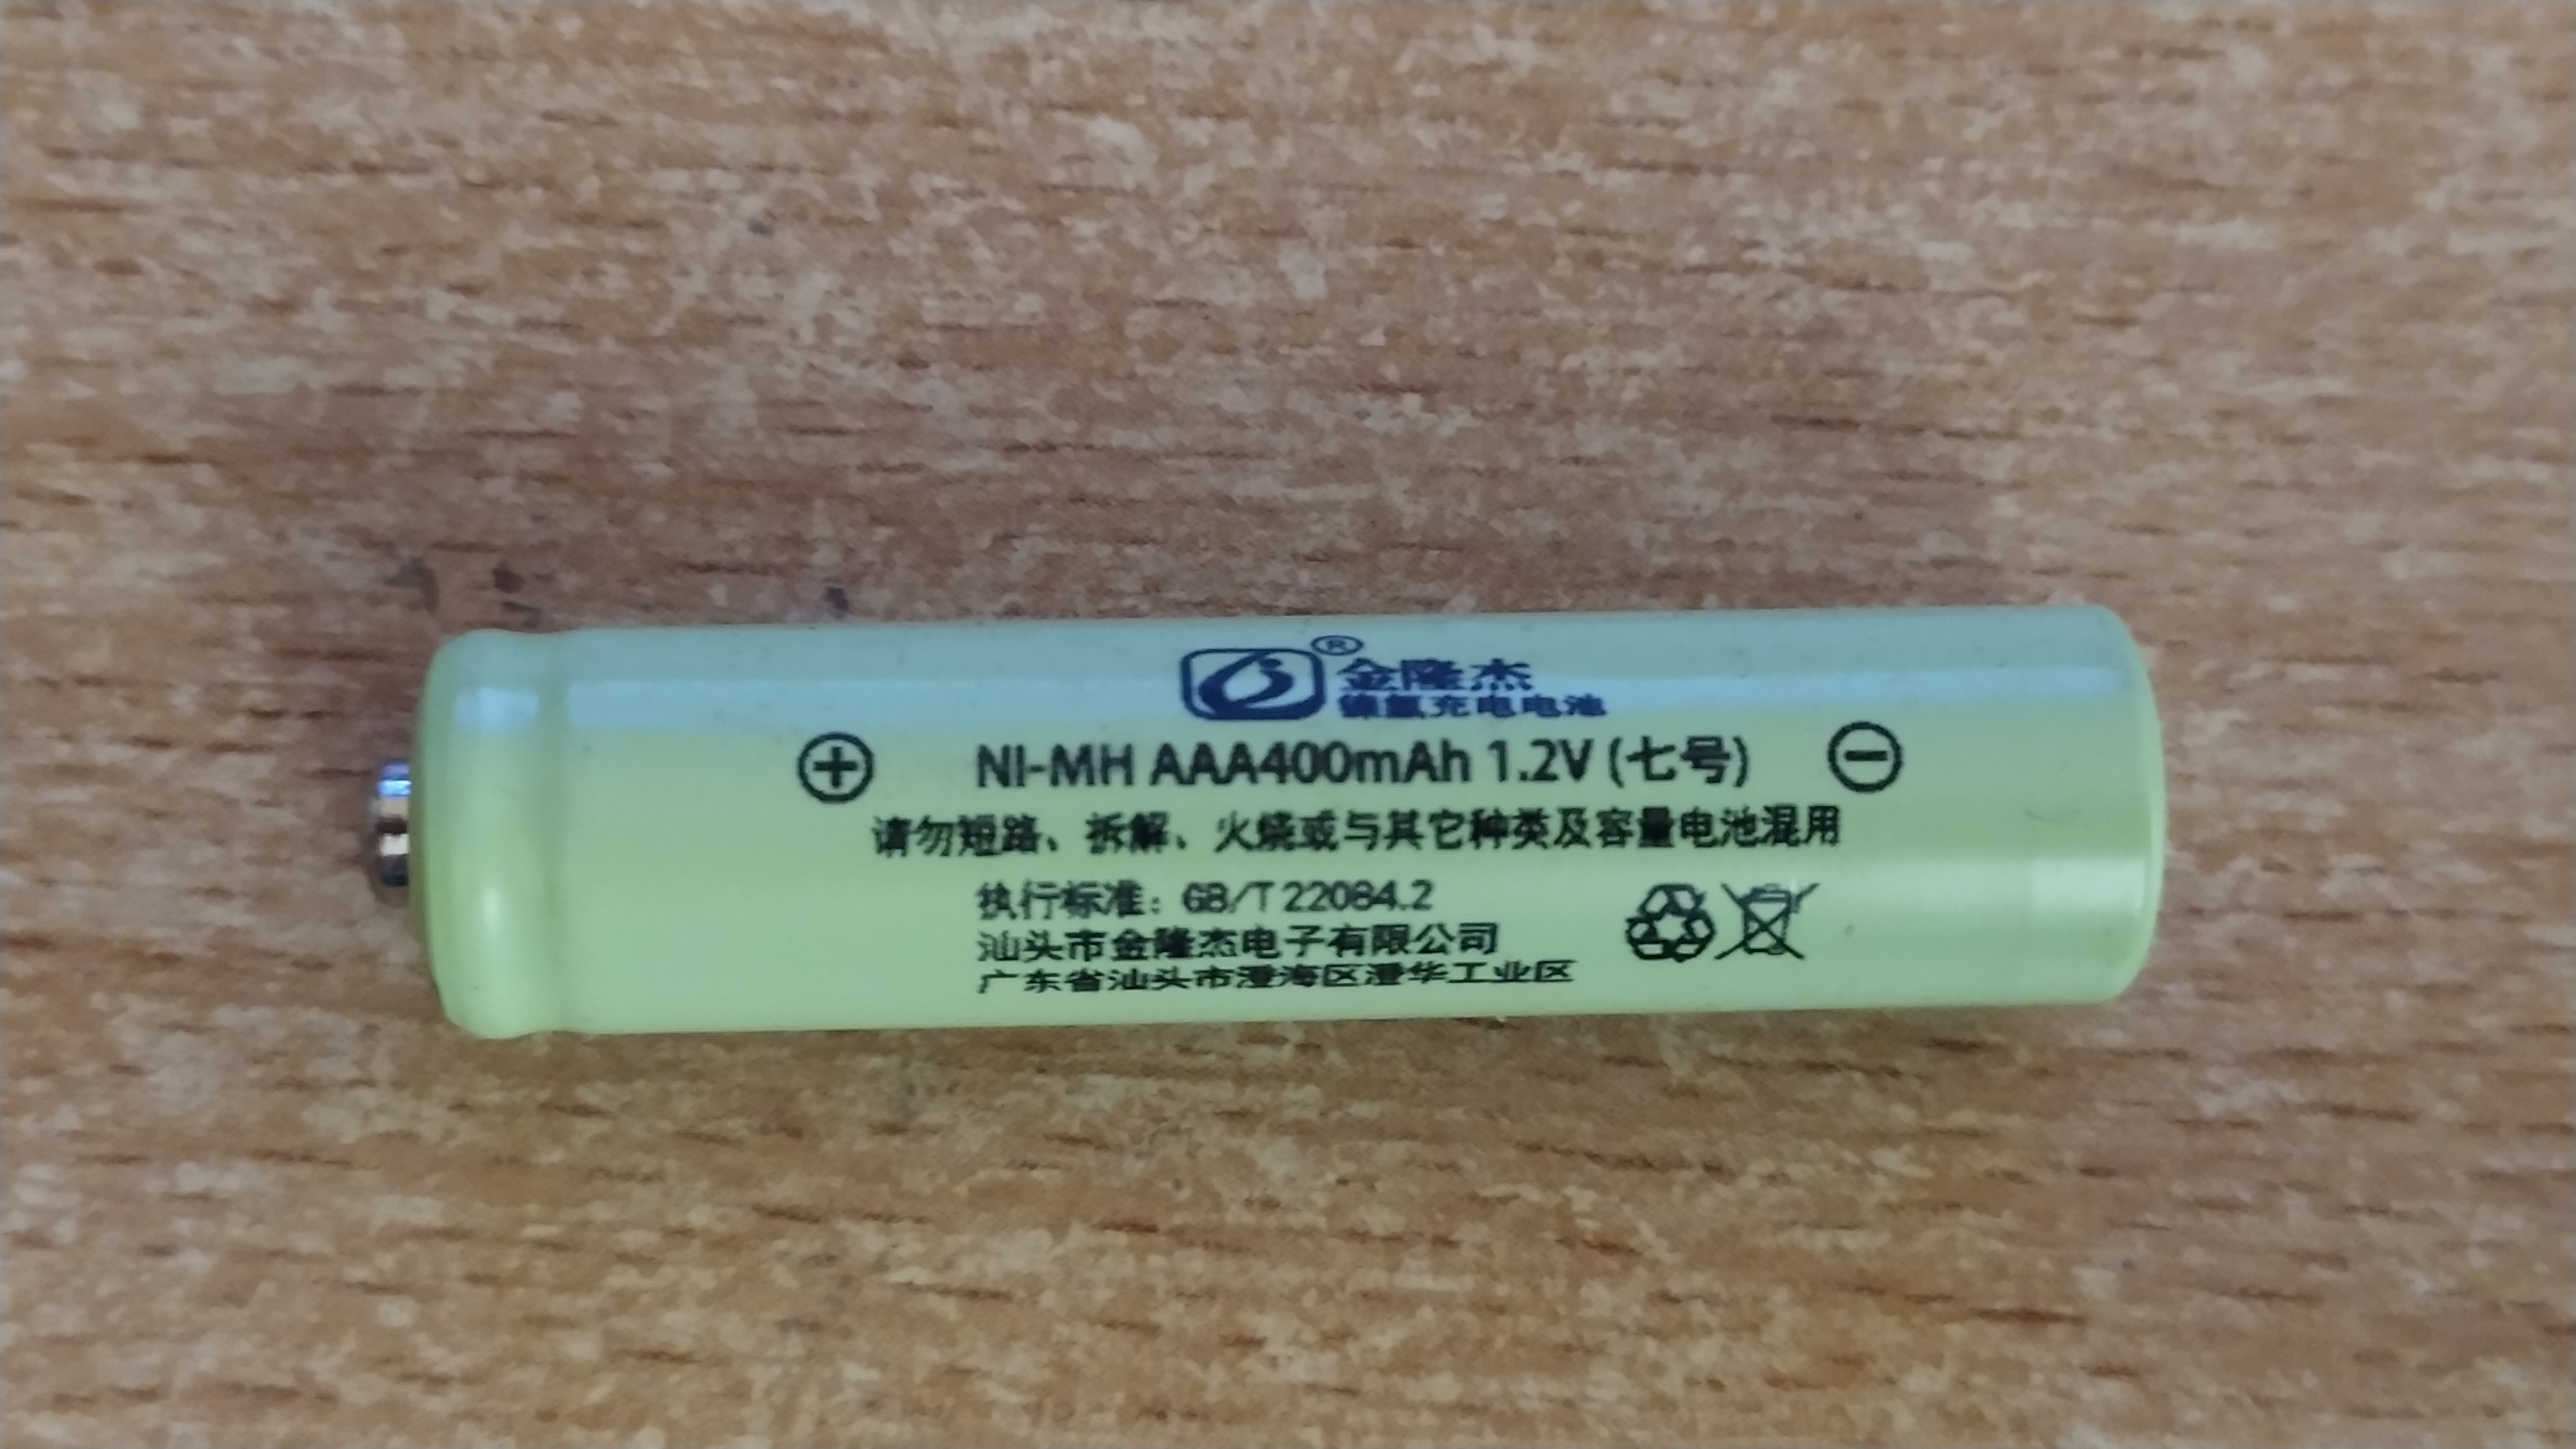 ®
金隆杰
镍氢充电电池
NI-MH AAA400mAh 1.2V (七号)
请勿短路、拆解、火烧或与其它种类及容量电池混用
执行标准：GB/T 22084.2
汕头市金隆杰电子有限公司
广东省汕头市澄海区澄华工业区